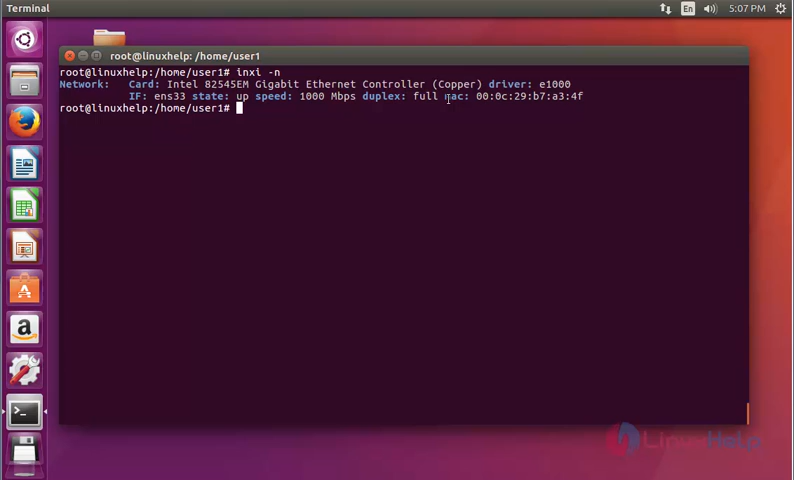 Terminal
En
5:07 PM
root@linuxhelp: /home/user1
root@linuxhelp:/home/user1# inxi -n
Network: Card: Intel 82545EM Gigabit Ethernet Controller (Copper) driver: e1000
IF: ens33 state: up speed: 1000 Mbps duplex: full mac: 00:0c:29:b7:a3:4f
root@linuxhelp:/home/user1#
LinuxHelp